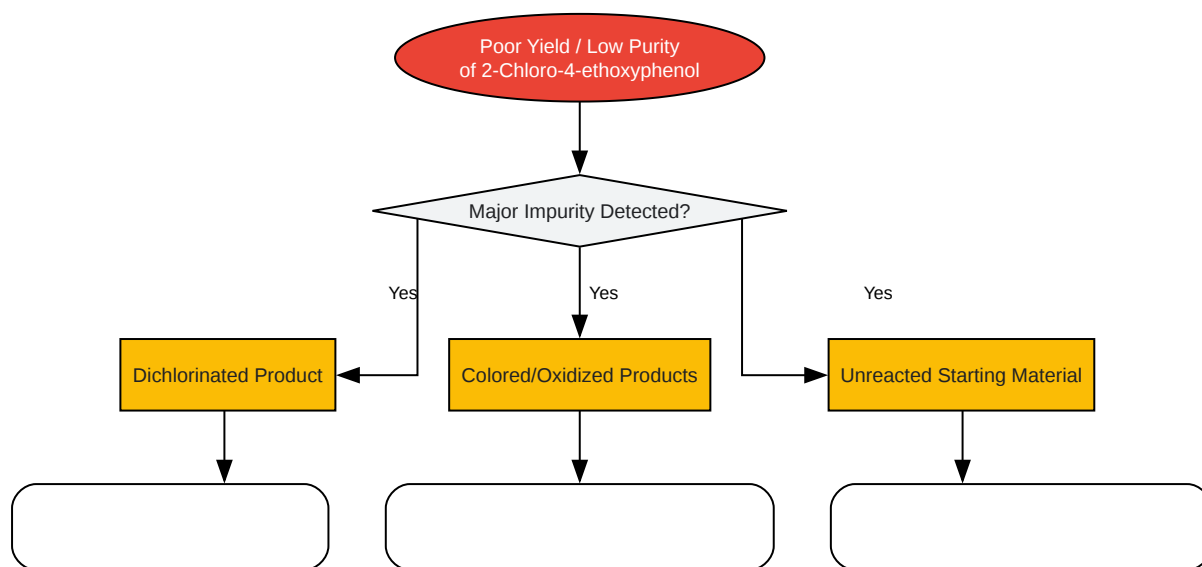 Poor Yield / Low Purity
of 2-Chloro-4-ethoxyphenol
Major Impurity Detected?
Yes
Yes
Yes
Dichlorinated Product
Colored/Oxidized Products
Unreacted Starting Material